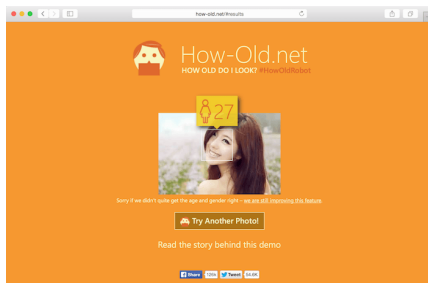 how-old.net/#results
How-Old.net
HOW OLD DO I LOOK? #HowOldRobot
27
Sorry if we didn't quite get the age and gender right – we are still improving this feature.
Try Another Photo!
Read the story behind this demo
Share
Tweet